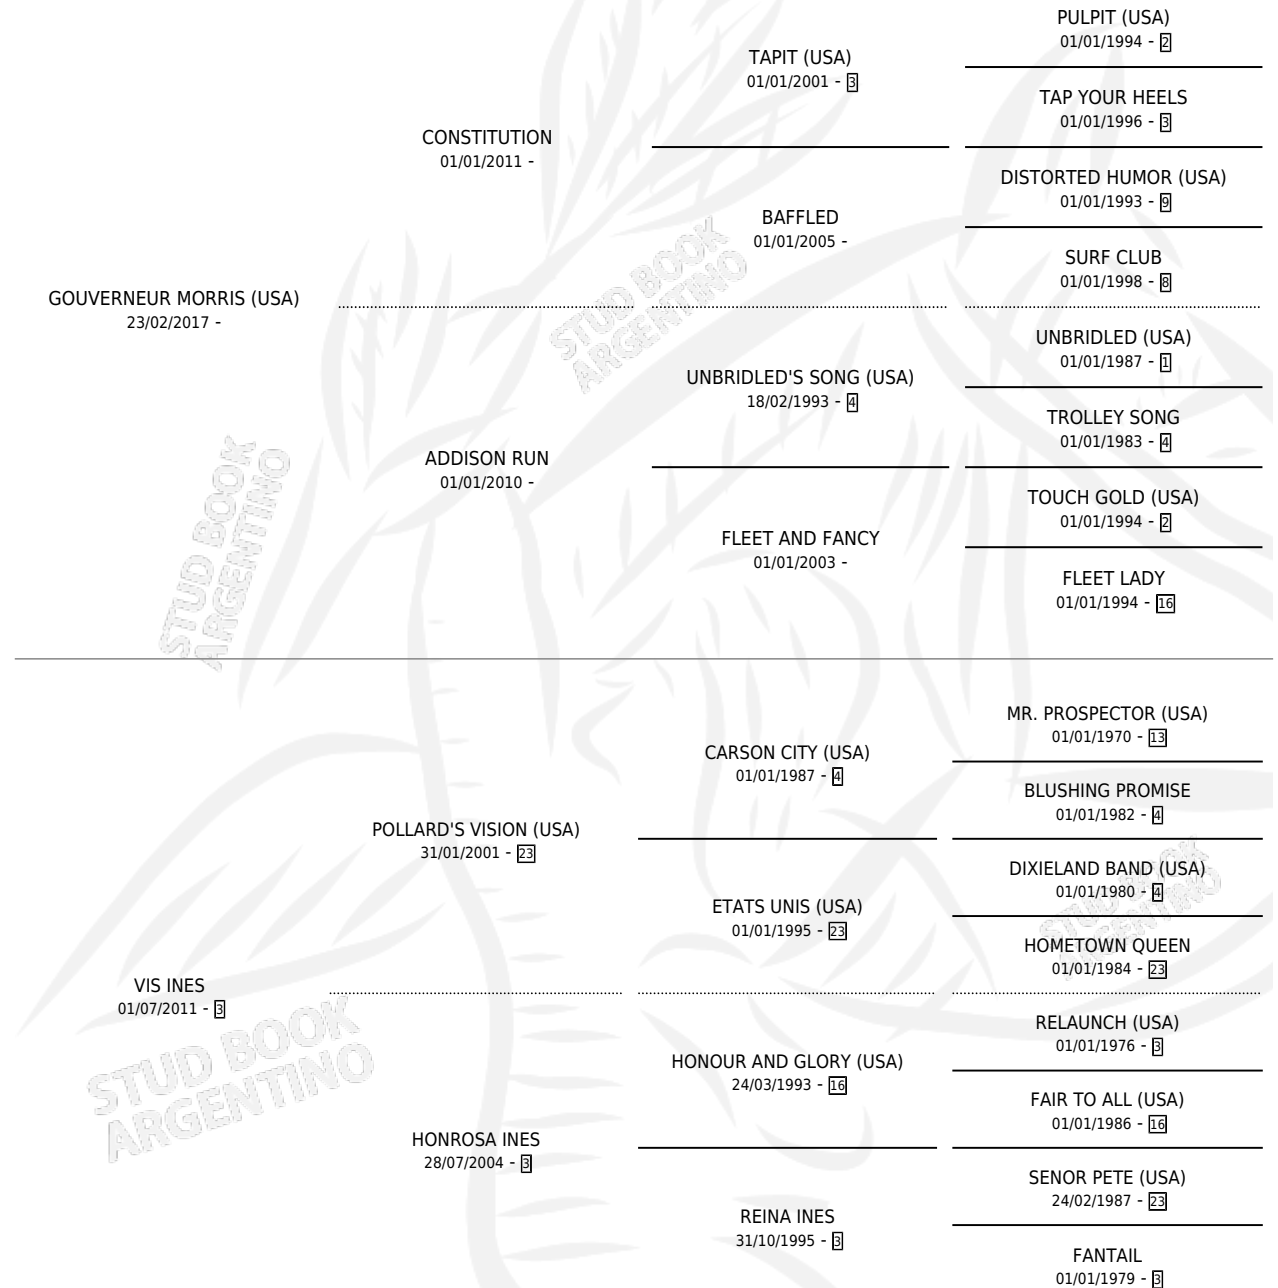 PULPIT (USA)
01/01/1994 - 2
TAPIT (USA)
01/01/2001 - 3
TAP YOUR HEELS
01/01/1996 - 3
CONSTITUTION
01/01/2011 -
DISTORTED HUMOR (USA)
01/01/1993 - 9
BAFFLED
01/01/2005 -
SURF CLUB
01/01/1998 - 8
GOUVERNEUR MORRIS (USA)
23/02/2017 -
UNBRIDLED (USA)
01/01/1987 - 1
UNBRIDLED'S SONG (USA)
18/02/1993 - 4
TROLLEY SONG
01/01/1983 - 4
ADDISON RUN
01/01/2010 -
TOUCH GOLD (USA)
01/01/1994 - 2
FLEET AND FANCY
01/01/2003 -
FLEET LADY
01/01/1994 - 16
MR. PROSPECTOR (USA)
01/01/1970 - 13
CARSON CITY (USA)
01/01/1987 - 4
BLUSHING PROMISE
01/01/1982 - 4
POLLARD'S VISION (USA)
31/01/2001 - 23
DIXIELAND BAND (USA)
01/01/1980 - 4
ETATS UNIS (USA)
01/01/1995 - 23
HOMETOWN QUEEN
01/01/1984 - 23
VIS INES
01/07/2011 - 3
RELAUNCH (USA)
01/01/1976 - 3
HONOUR AND GLORY (USA)
24/03/1993 - 16
FAIR TO ALL (USA)
01/01/1986 - 16
HONROSA INES
28/07/2004 - 3
SENOR PETE (USA)
24/02/1987 - 23
REINA INES
31/10/1995 - 3
FANTAIL
01/01/1979 - 3
STUD BOOK
ARGENTINO
STUD BOOK
ARGENTINO
STUD BOOK
ARGENTINO
STUD BOOK
ARGENTINO